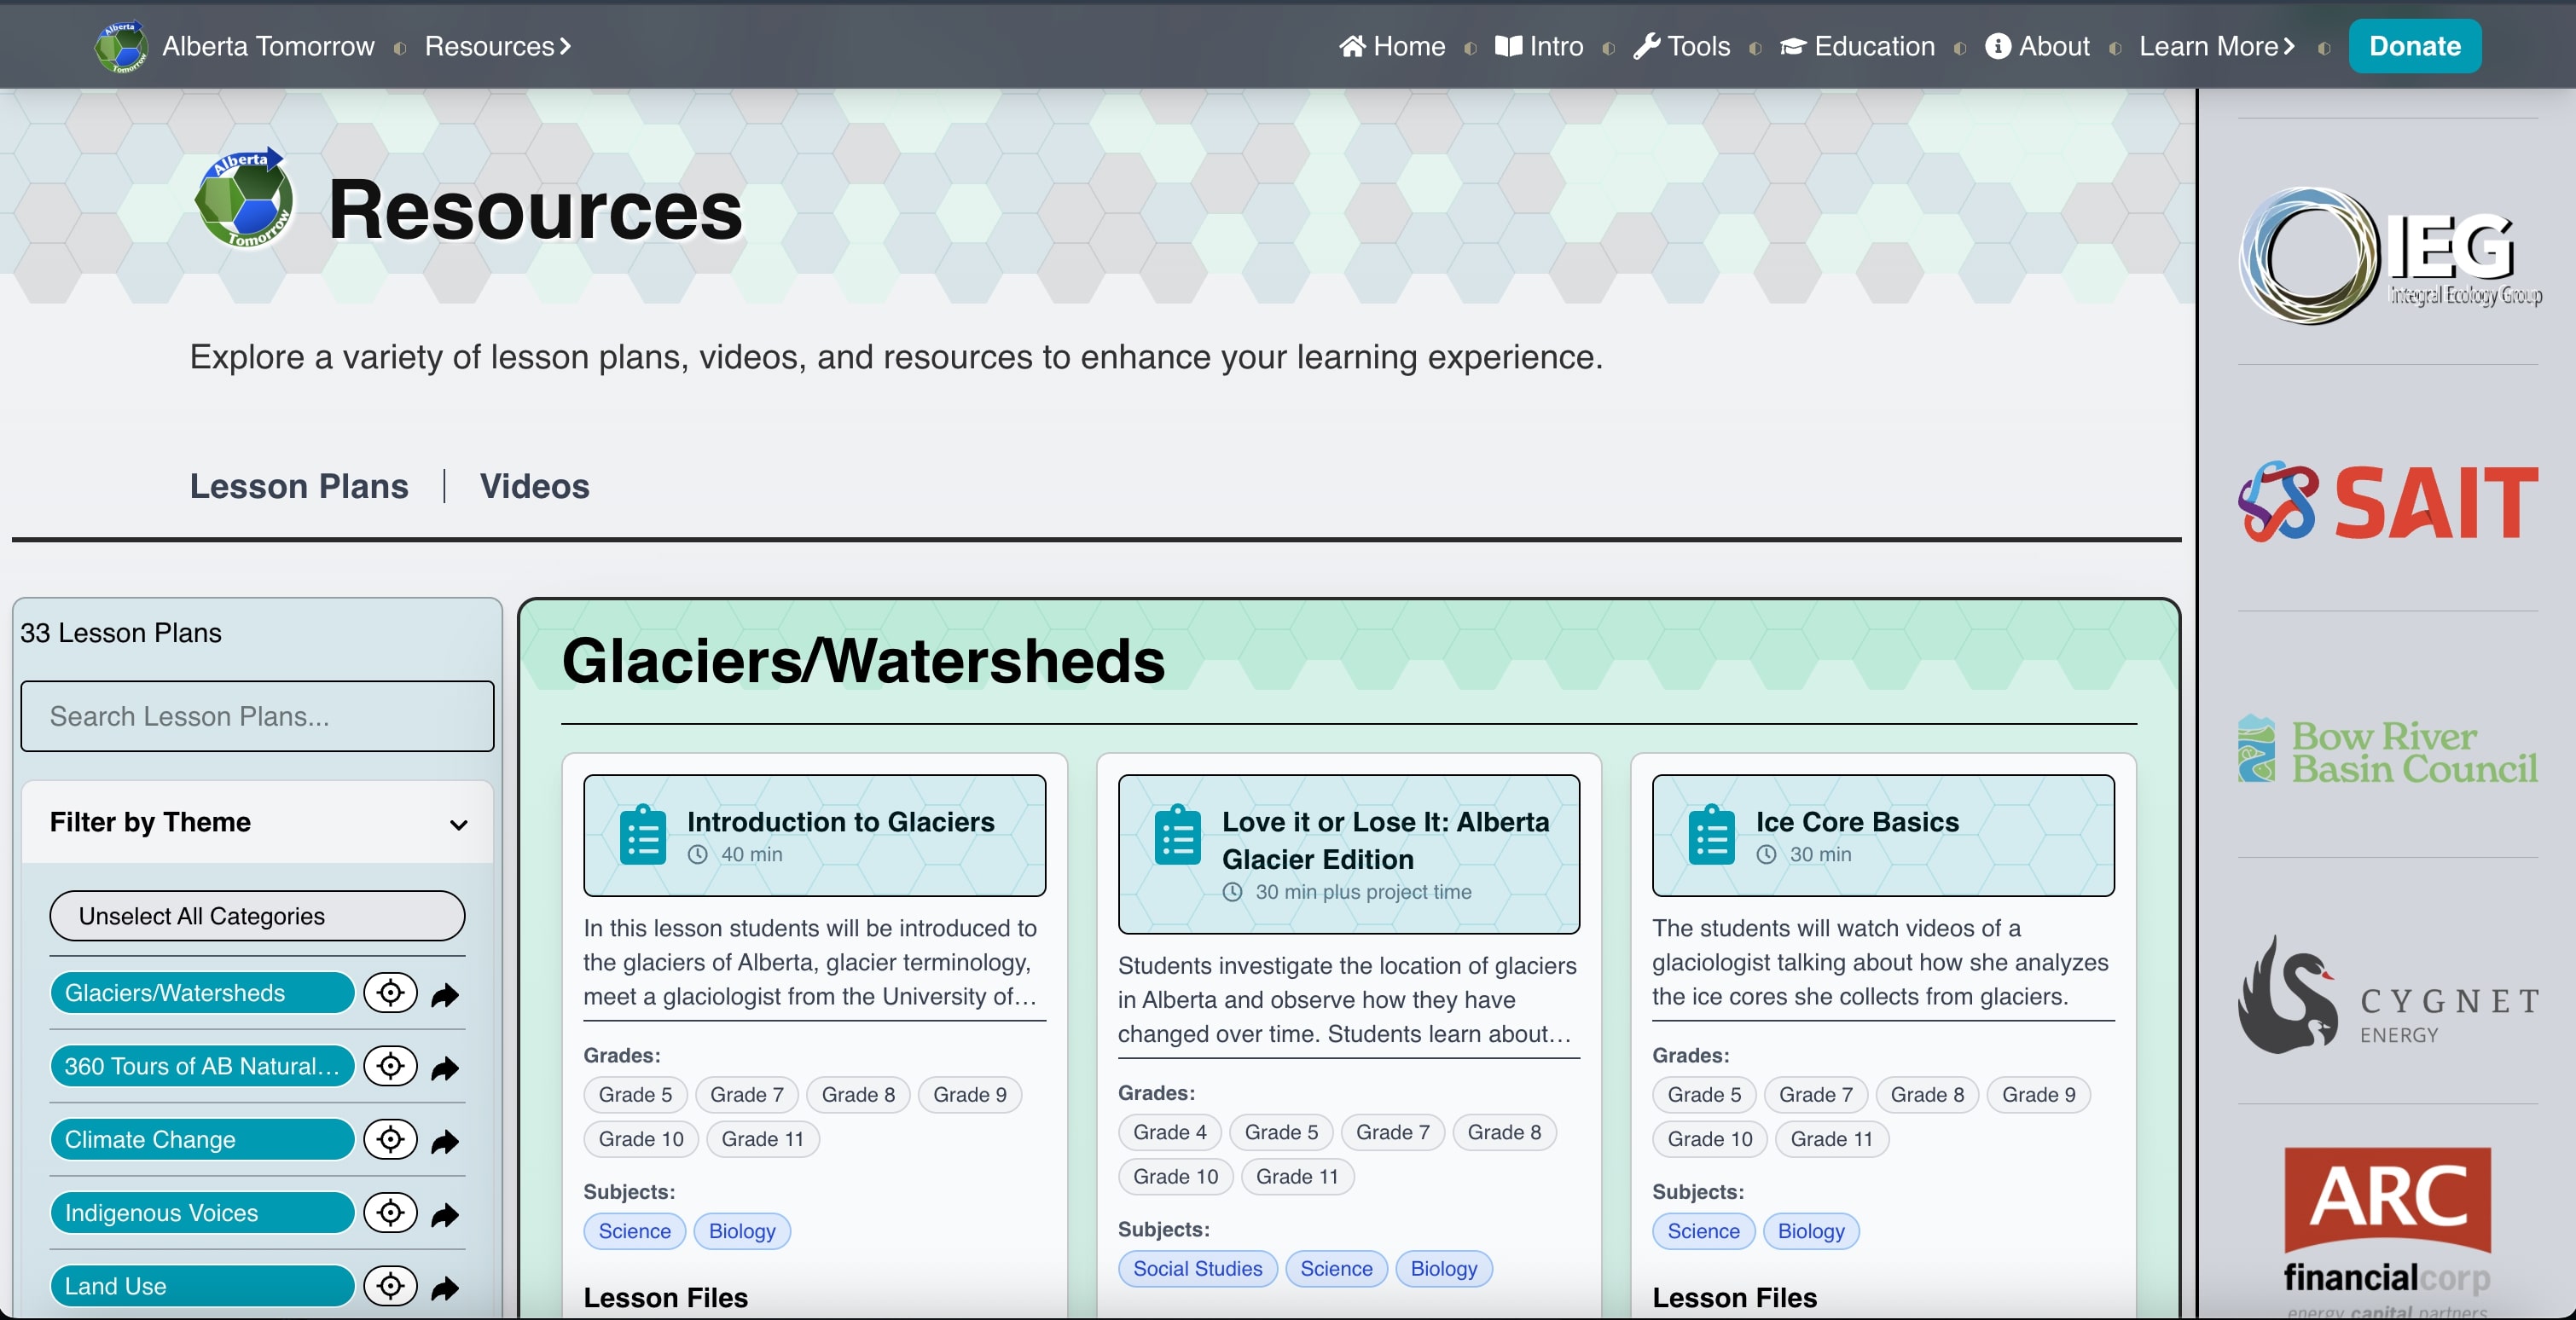 Alberta Tomorrow
Resources
Home
Intro
Tools
Education
About
Learn More
Donate
Alberta
Tomorrow
Resources
Explore a variety of lesson plans, videos, and resources to enhance your learning experience.
Lesson Plans
Videos
33 Lesson Plans
Search Lesson Plans...
Filter by Theme
Unselect All Categories
Glaciers/Watersheds
360 Tours of AB Natural...
Climate Change
Indigenous Voices
Land Use
Glaciers/Watersheds
Introduction to Glaciers
40 min
In this lesson students will be introduced to
the glaciers of Alberta, glacier terminology,
meet a glaciologist from the University of...
Grades:
Grade 5 Grade 7 Grade 8 Grade 9
Grade 10 Grade 11
Subjects:
Science Biology
Lesson Files
Love it or Lose It: Alberta
Glacier Edition
30 min plus project time
Students investigate the location of glaciers
in Alberta and observe how they have
changed over time. Students learn about...
Grades:
Grade 4 Grade 5 Grade 7 Grade 8
Grade 10 Grade 11
Subjects:
Social Studies Science Biology
Ice Core Basics
30 min
The students will watch videos of a
glaciologist talking about how she analyzes
the ice cores she collects from glaciers.
Grades:
Grade 5 Grade 7 Grade 8 Grade 9
Grade 10 Grade 11
Subjects:
Science Biology
Lesson Files
IEG
Integral Ecology Group
SAIT
Bow River
Basin Council
CYGNET
ENERGY
ARC
financialcorp
energy capital partners